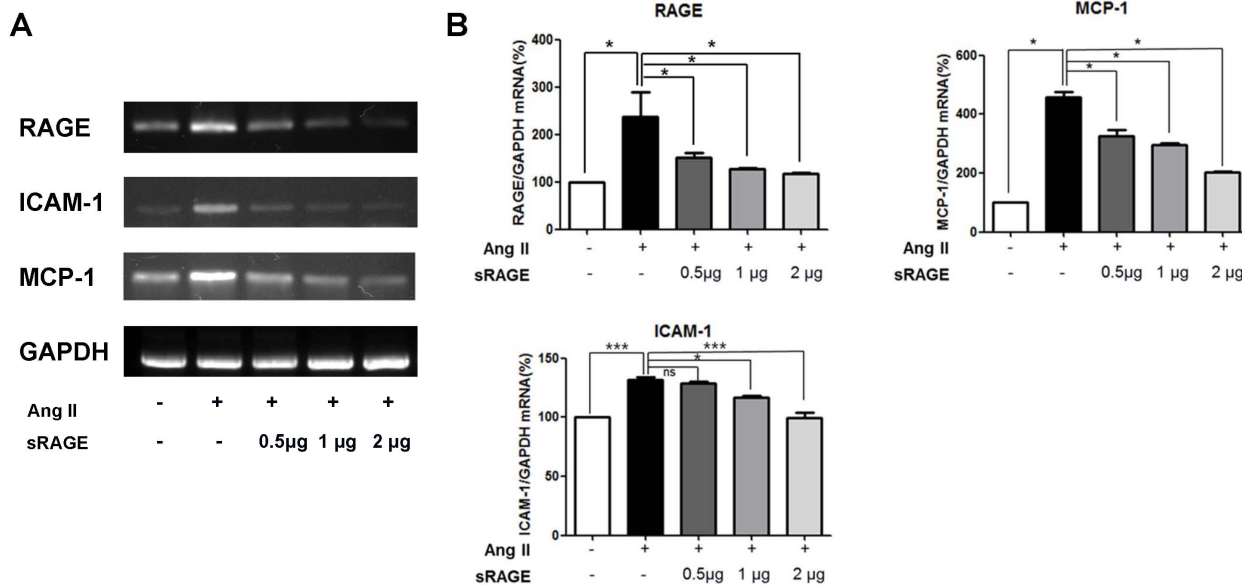 A
RAGE
ICAM-1
MCP-1
GAPDH
Ang II - + + + +
sRAGE - - 0.5µg 1 µg 2 µg
B
RAGE
RAGE/GAPDH mRNA(%)
400
300
200
100
0
* * * *
Ang II - + + + +
sRAGE - - 0.5µg 1 µg 2 µg
MCP-1
MCP-1/GAPDH mRNA(%)
600
400
200
0
* * * *
Ang II - + + + +
sRAGE - - 0.5µg 1 µg 2 µg
ICAM-1
ICAM-1/GAPDH mRNA(%)
150
100
50
0
*** *** * ns
Ang II - + + + +
sRAGE - - 0.5µg 1 µg 2 µg